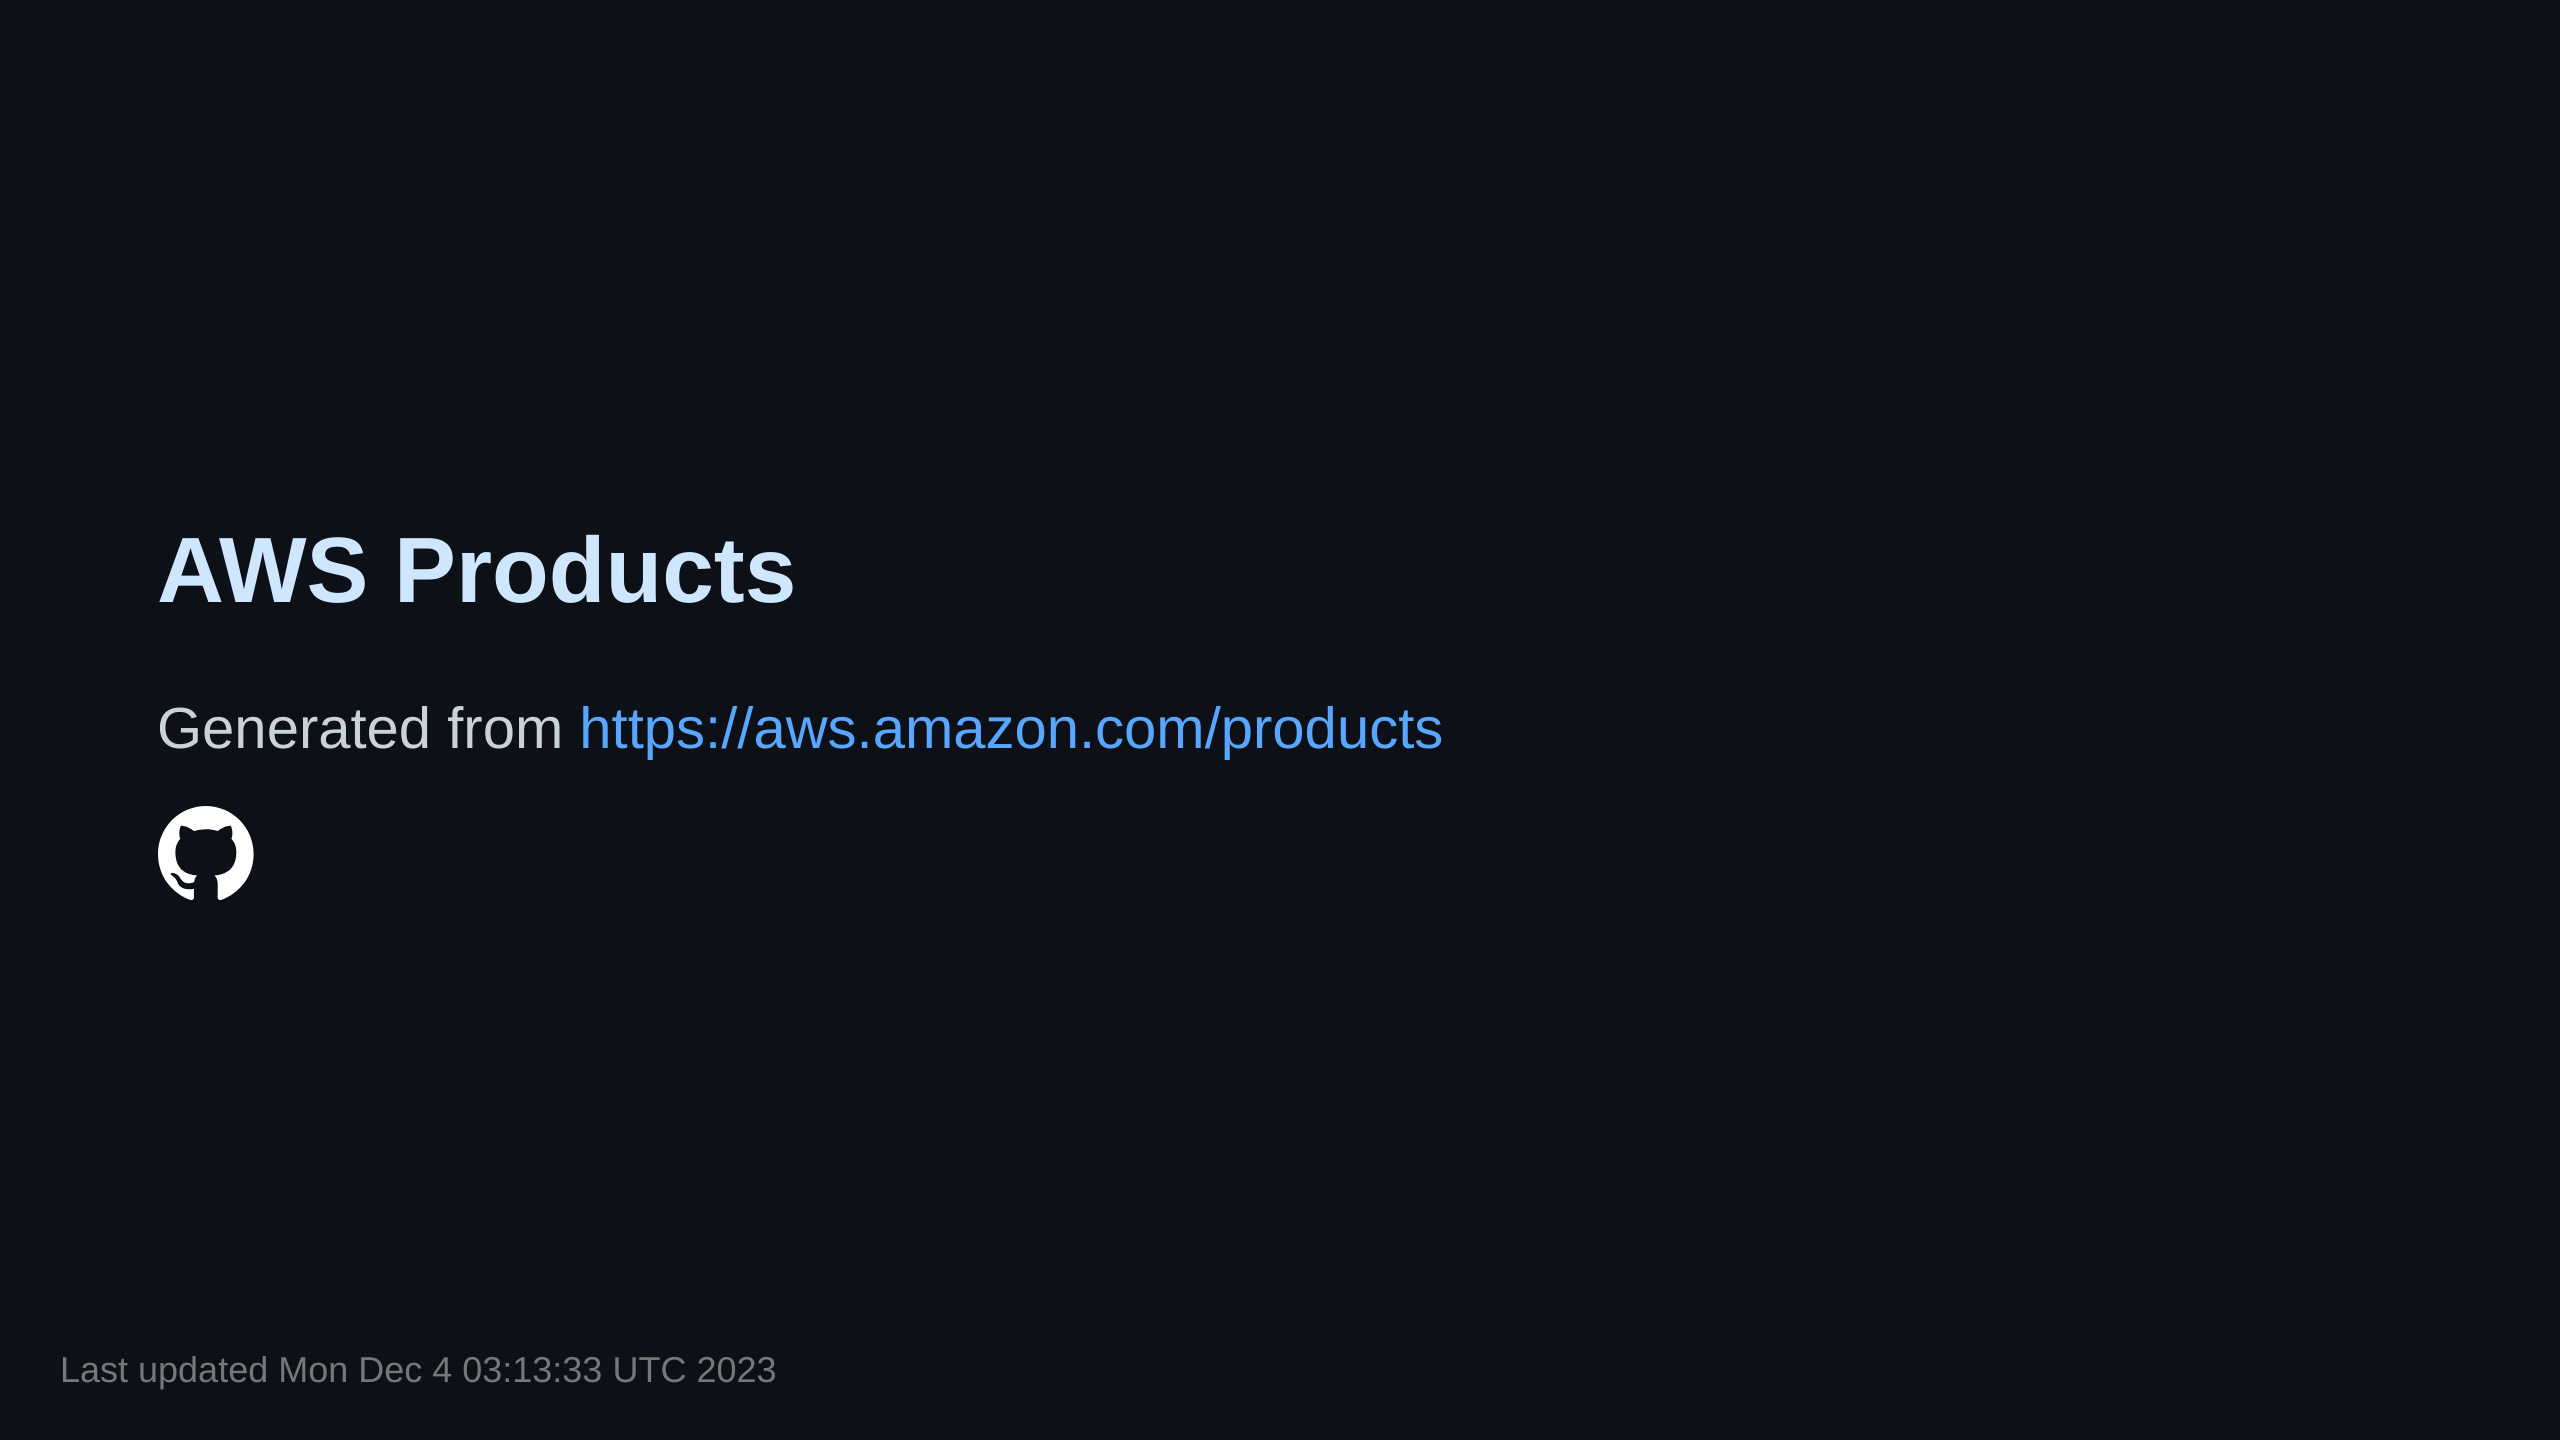 AWS Products
Generated from https://aws.amazon.com/products
Last updated Mon Dec 4 03:13:33 UTC 2023